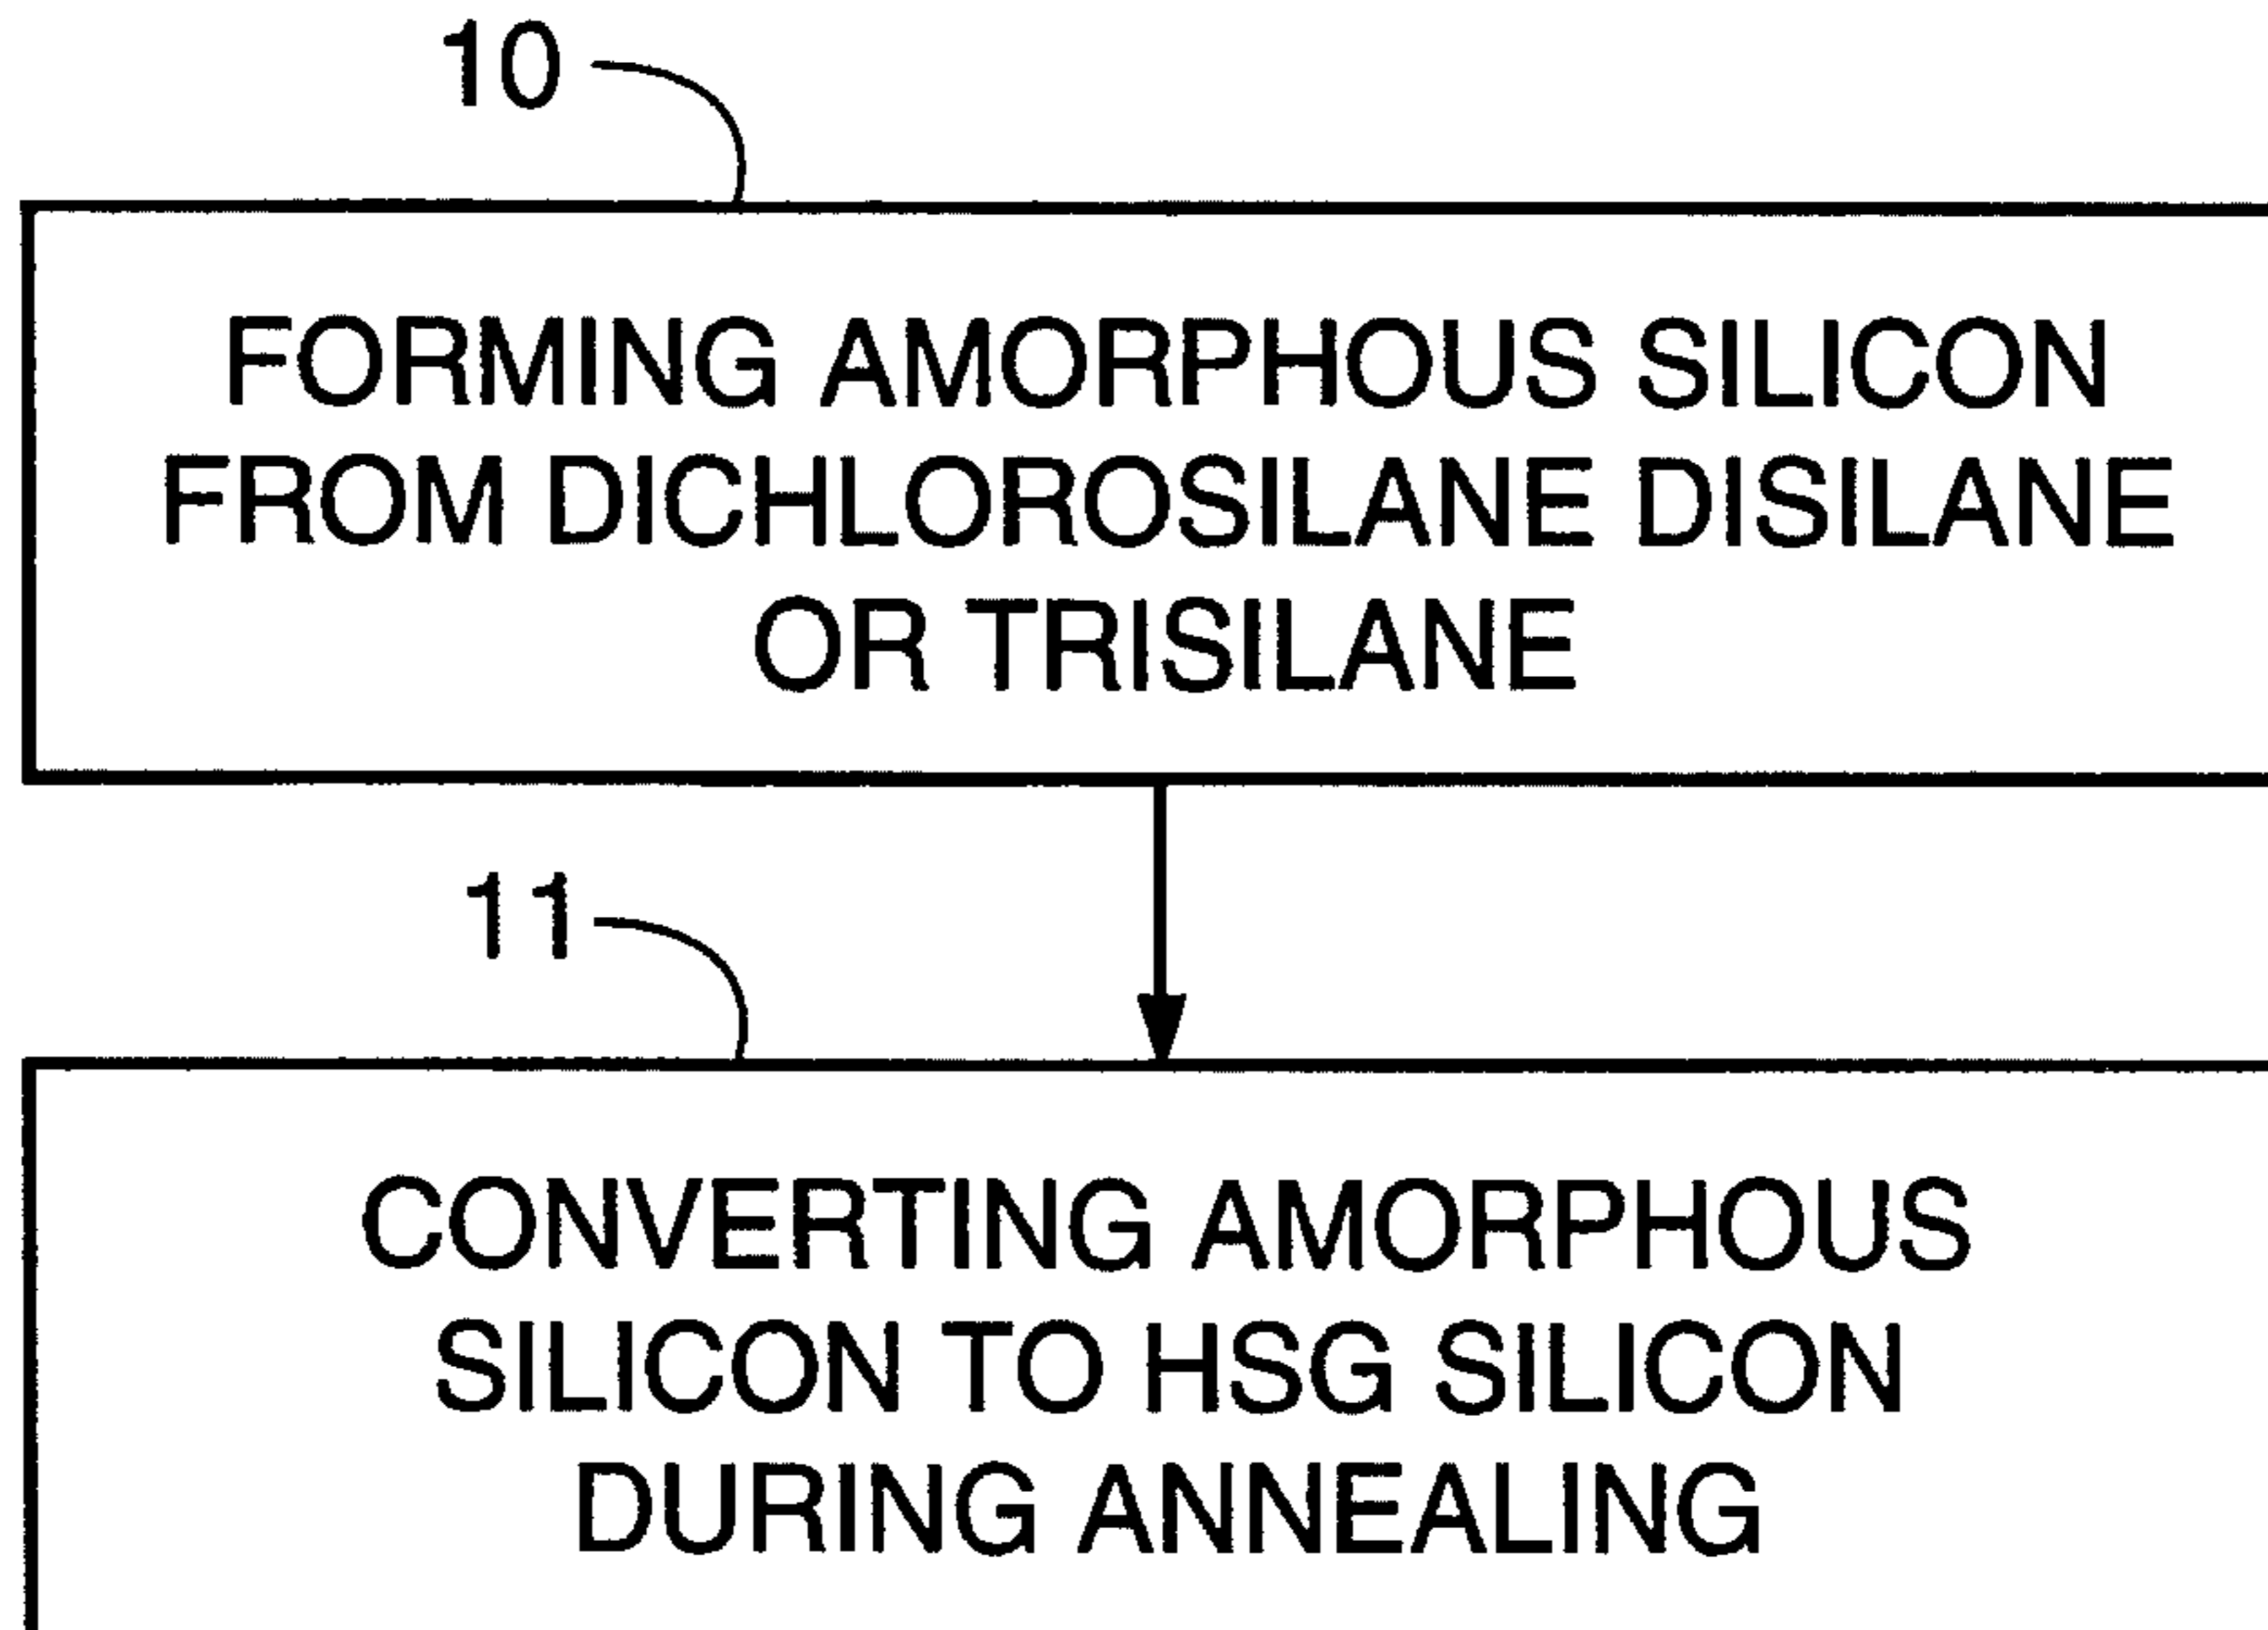 10
FORMING AMORPHOUS SILICON
FROM DICHLOROSILANE DISILANE
OR TRISILANE
11
CONVERTING AMORPHOUS
SILICON TO HSG SILICON
DURING ANNEALING